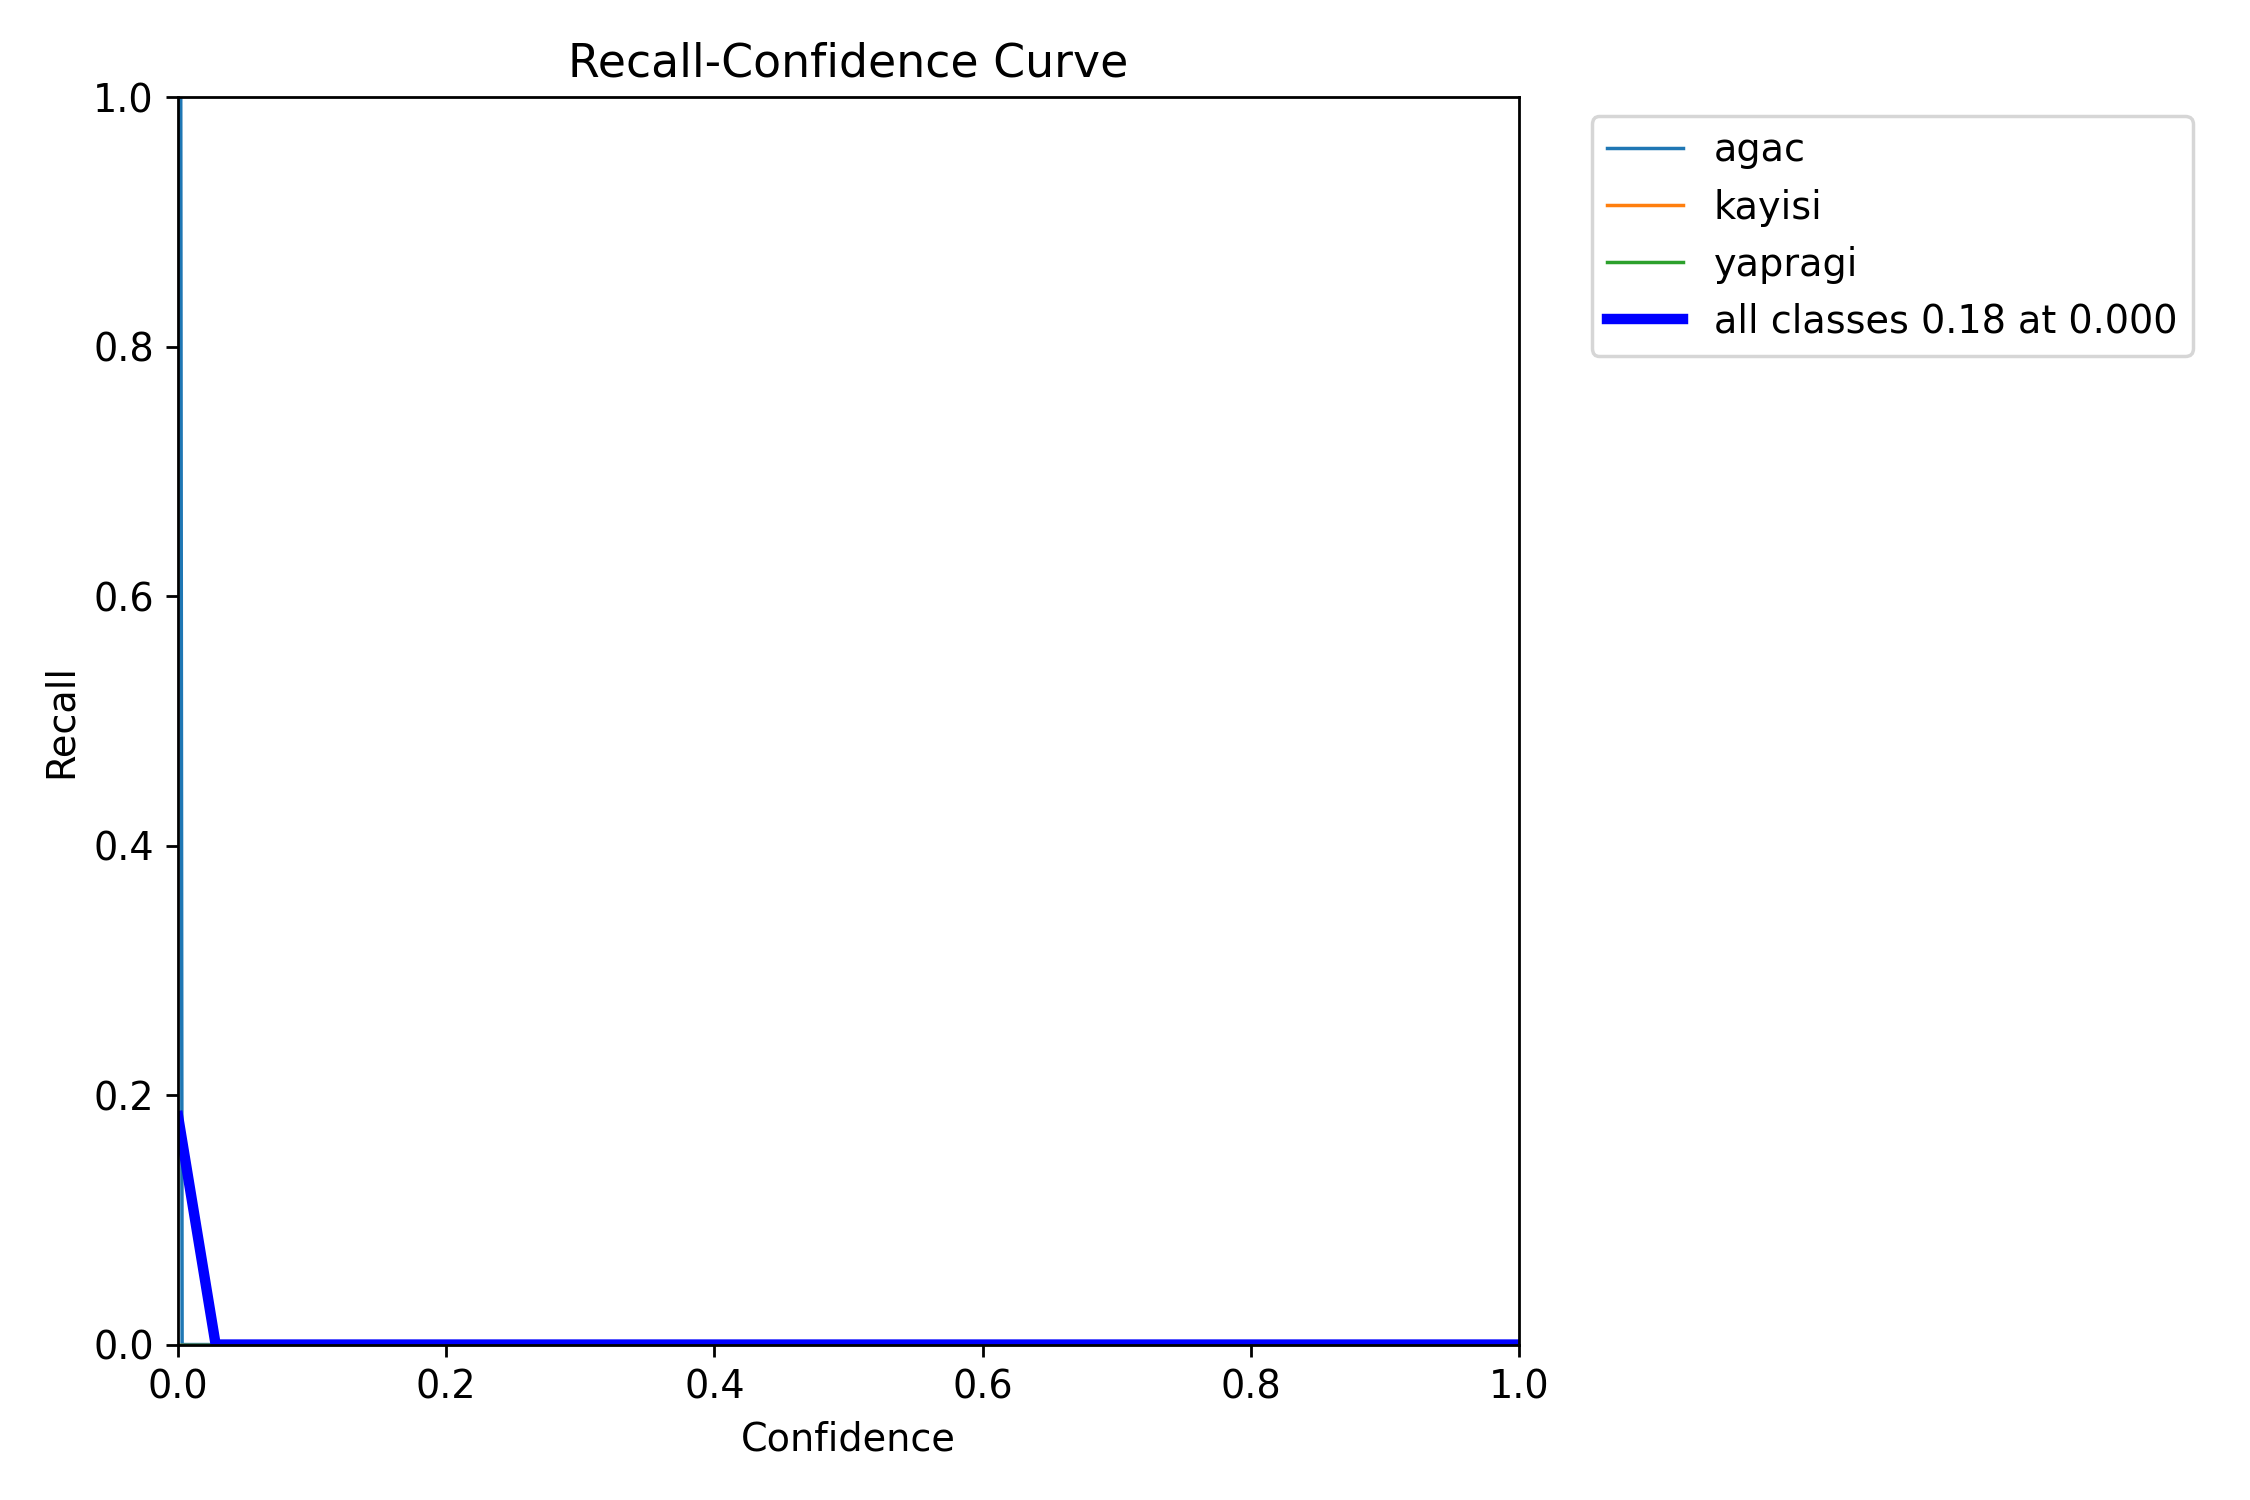 Recall-Confidence Curve
1.0
0.8
0.6
0.4
0.2
0.0
Recall
0.0 0.2 0.4 0.6 0.8 1.0
Confidence
agac
kayisi
yapragi
all classes 0.18 at 0.000